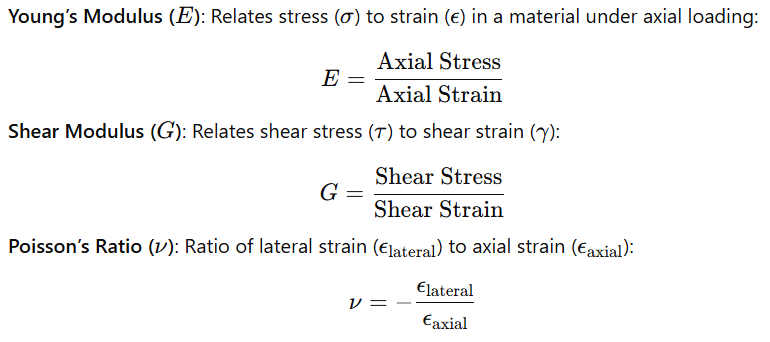 Young's Modulus (E): Relates stress (σ) to strain (ϵ) in a material under axial loading:
E = Axial Stress / Axial Strain
Shear Modulus (G): Relates shear stress (τ) to shear strain (γ):
G = Shear Stress / Shear Strain
Poisson's Ratio (ν): Ratio of lateral strain (ϵ_lateral) to axial strain (ϵ_axial):
ν = − ϵ_lateral / ϵ_axial